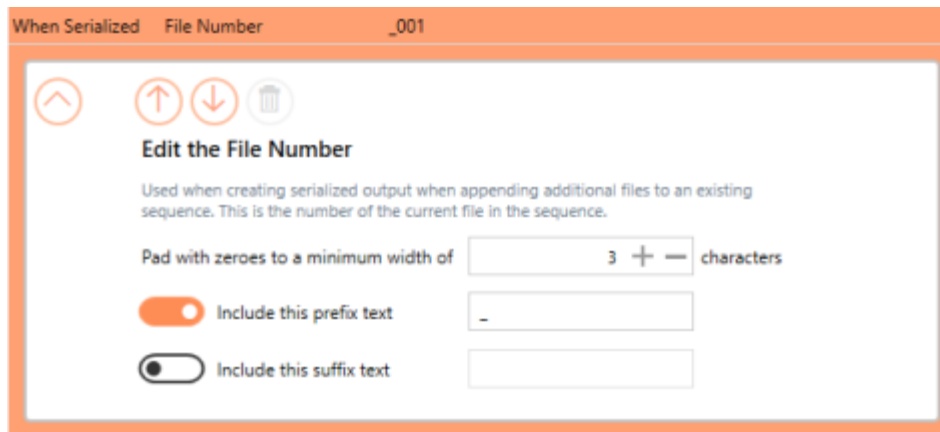 When Serialized File Number _001
Edit the File Number
Used when creating serialized output when appending additional files to an existing
sequence. This is the number of the current file in the sequence.
Pad with zeroes to a minimum width of 3 characters
Include this prefix text _
Include this suffix text